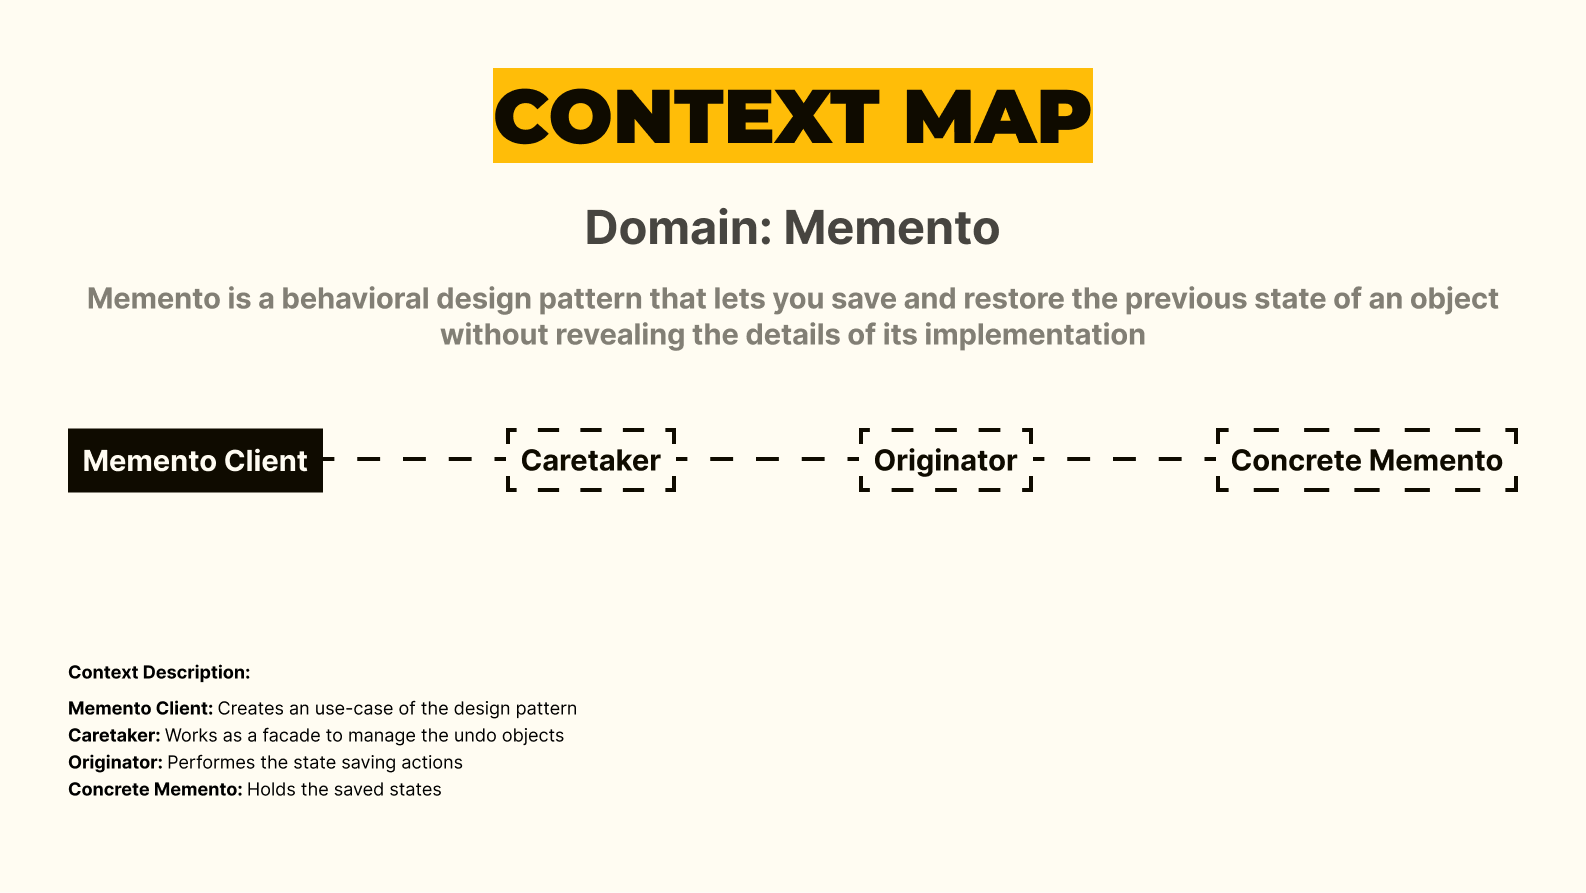 CONTEXT MAP
Domain: Memento
Memento is a behavioral design pattern that lets you save and restore the previous state of an object
without revealing the details of its implementation
Memento Client
Caretaker
Originator
Concrete Memento
Context Description:
Memento Client: Creates an use-case of the design pattern
Caretaker: Works as a facade to manage the undo objects
Originator: Performes the state saving actions
Concrete Memento: Holds the saved states